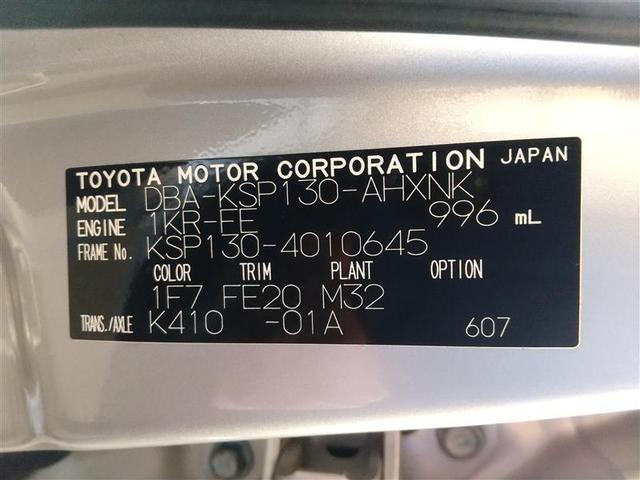 TOYOTA MOTOR CORPORATION JAPAN
MODEL DBA-KSP130-AHXNK
ENGINE 1KR-FE 996 mL
FRAME No. KSP130-4010645
COLOR TRIM PLANT OPTION
1F7 FE20 M32
TRANS./AXLE K410 -01A 607